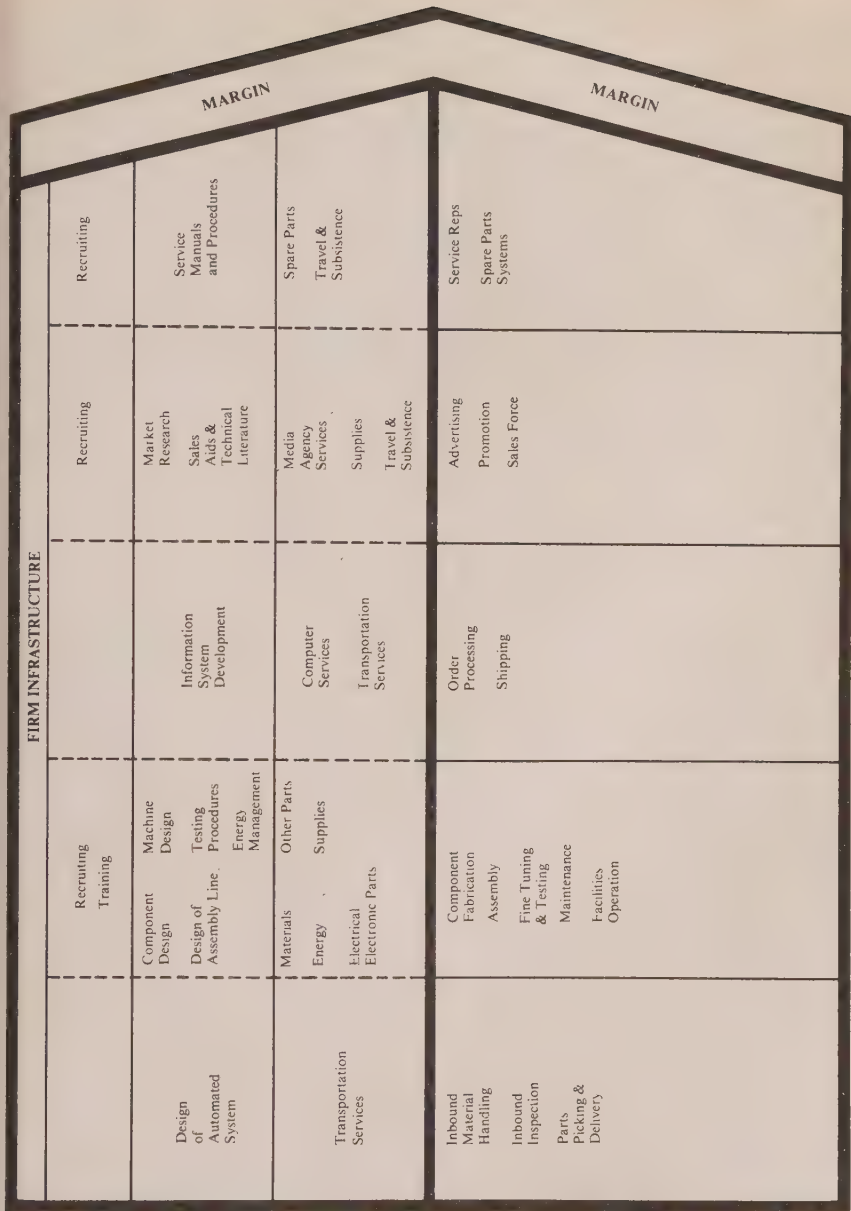 FIRM INFRASTRUCTURE
Recruiting
Training
Recruiting
Recruiting
Design
of
Automated
System
Component
Design
Machine
Design
Design of
Assembly Line
Testing
Procedures
Energy
Management
Information
System
Development
Market
Research
Sales
Aids &
Technical
Literature
Service
Manuals
and Procedures
Transportation
Services
Materials
Other Parts
Energy
Supplies
Electrical
Electronic Parts
Computer
Services
Transportation
Services
Media
Agency
Services
Supplies
Travel &
Subsistence
Spare Parts
Travel &
Subsistence
Inbound
Material
Handling
Inbound
Inspection
Parts
Picking &
Delivery
Component
Fabrication
Assembly
Fine Tuning
& Testing
Maintenance
Facilities
Operation
Order
Processing
Shipping
Advertising
Promotion
Sales Force
Service Reps
Spare Parts
Systems
MARGIN
MARGIN